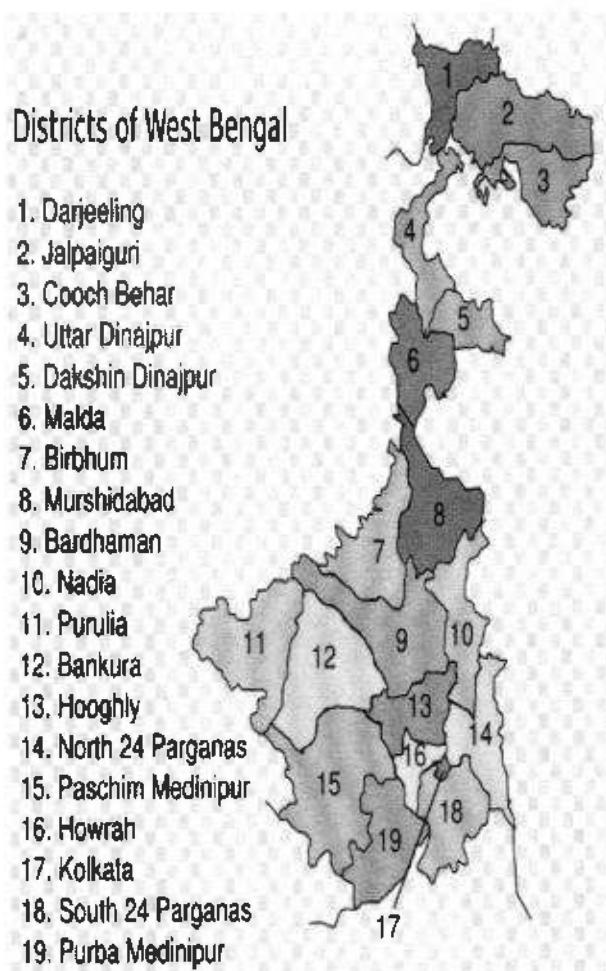 Districts of West Bengal
1. Darjeeling
2. Jalpaiguri
3. Cooch Behar
4. Uttar Dinajpur
5. Dakshin Dinajpur
6. Malda
7. Birbhum
8. Murshidabad
9. Bardhaman
10. Nadia
11. Purulia
12. Bankura
13. Hooghly
14. North 24 Parganas
15. Paschim Medinipur
16. Howrah
17. Kolkata
18. South 24 Parganas
19. Purba Medinipur
1
2
3
4
5
6
8
7
9
10
11
12
13
14
16
15
18
19
17